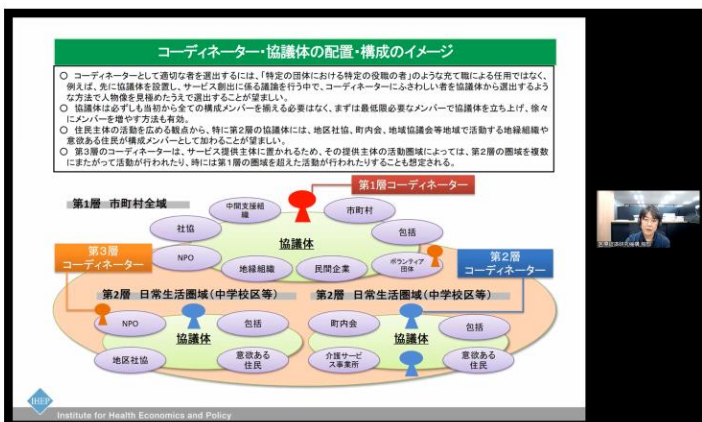 コーディネーター・協議体の配置・構成のイメージ
○ コーディネーターとして適切な者を選出するには、「特定の団体における特定の役職の者」のような充て職による任用ではなく、
例えば、先に協議体を設置し、サービス創出に係る議論を行う中で、コーディネーターにふさわしい者を協議体から選出するよう
な方法で人物像を見極めたうえで選出することが望ましい。
○ 協議体は必ずしも当初から全ての構成メンバーを揃える必要はなく、まずは最低限必要なメンバーで協議体を立ち上げ、徐々
にメンバーを増やす方法も有効。
○ 住民主体の活動を広める観点から、特に第2層の協議体には、地区社協、町内会、地域協議会等地域で活動する地縁組織や
意欲ある住民が構成メンバーとして加わることが望ましい。
○ 第3層のコーディネーターは、サービス提供主体に置かれるため、その提供主体の活動圏域によっては、第2層の圏域を複数
にまたがって活動が行われたり、時には第1層の圏域を超えた活動が行われたりすることも想定される。
第1層コーディネーター
第1層 市町村全域
中間支援組
織
市町村
社協
包括
協議体
第3層
コーディネーター
NPO
地縁組織
民間企業
ボランティア
団体
第2層
コーディネーター
第2層 日常生活圏域(中学校区等)
第2層 日常生活圏域(中学校区等)
NPO
包括
協議体
地区社協
意欲ある
住民
町内会
包括
協議体
介護サービ
ス事業所
意欲ある
住民
IHEP
Institute for Health Economics and Policy